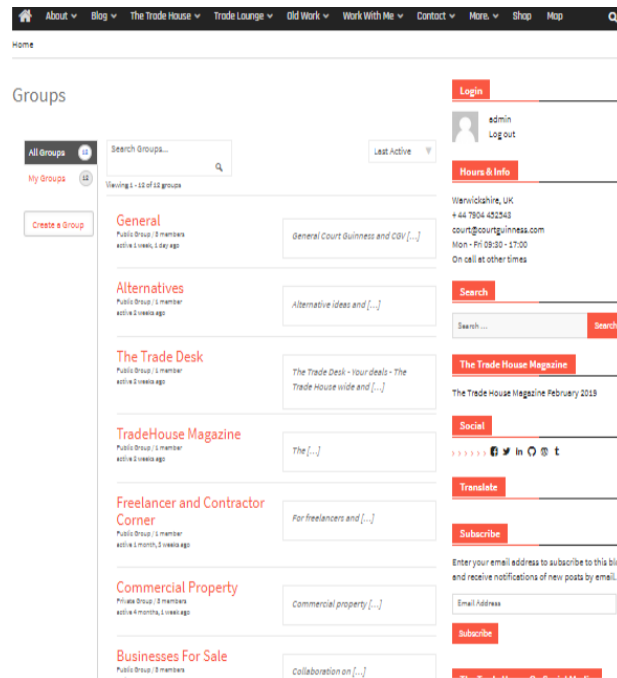 About Blog The Trade House Trade Lounge Old Work Work With Me Contact More. Shop Map
Home
Groups
All Groups 12
My Groups 12
Create a Group
Search Groups...
Last Active
Viewing 1 - 12 of 12 groups
General
Public Group / 3 members
active 1 week, 1 day ago
General Court Guinness and CGV [...]
Alternatives
Public Group / 1 member
active 2 weeks ago
Alternative ideas and [...]
The Trade Desk
Public Group / 1 member
active 2 weeks ago
The Trade Desk - Your deals - The
Trade House wide and [...]
TradeHouse Magazine
Public Group / 1 member
active 2 weeks ago
The [...]
Freelancer and Contractor
Corner
Public Group / 1 member
active 1 month, 3 weeks ago
For freelancers and [...]
Commercial Property
Private Group / 3 members
active 4 months, 1 week ago
Commercial property [...]
Businesses For Sale
Public Group / 3 members
Collaboration on [...]
Login
admin
Log out
Hours & Info
Warwickshire, UK
+44 7904 432543
court@courtguinness.com
Mon - Fri 09:30 - 17:00
On call at other times
Search
Search ...
Search
The Trade House Magazine
The Trade House Magazine February 2019
Social
Translate
Subscribe
Enter your email address to subscribe to this
and receive notifications of new posts by email.
Email Address
Subscribe